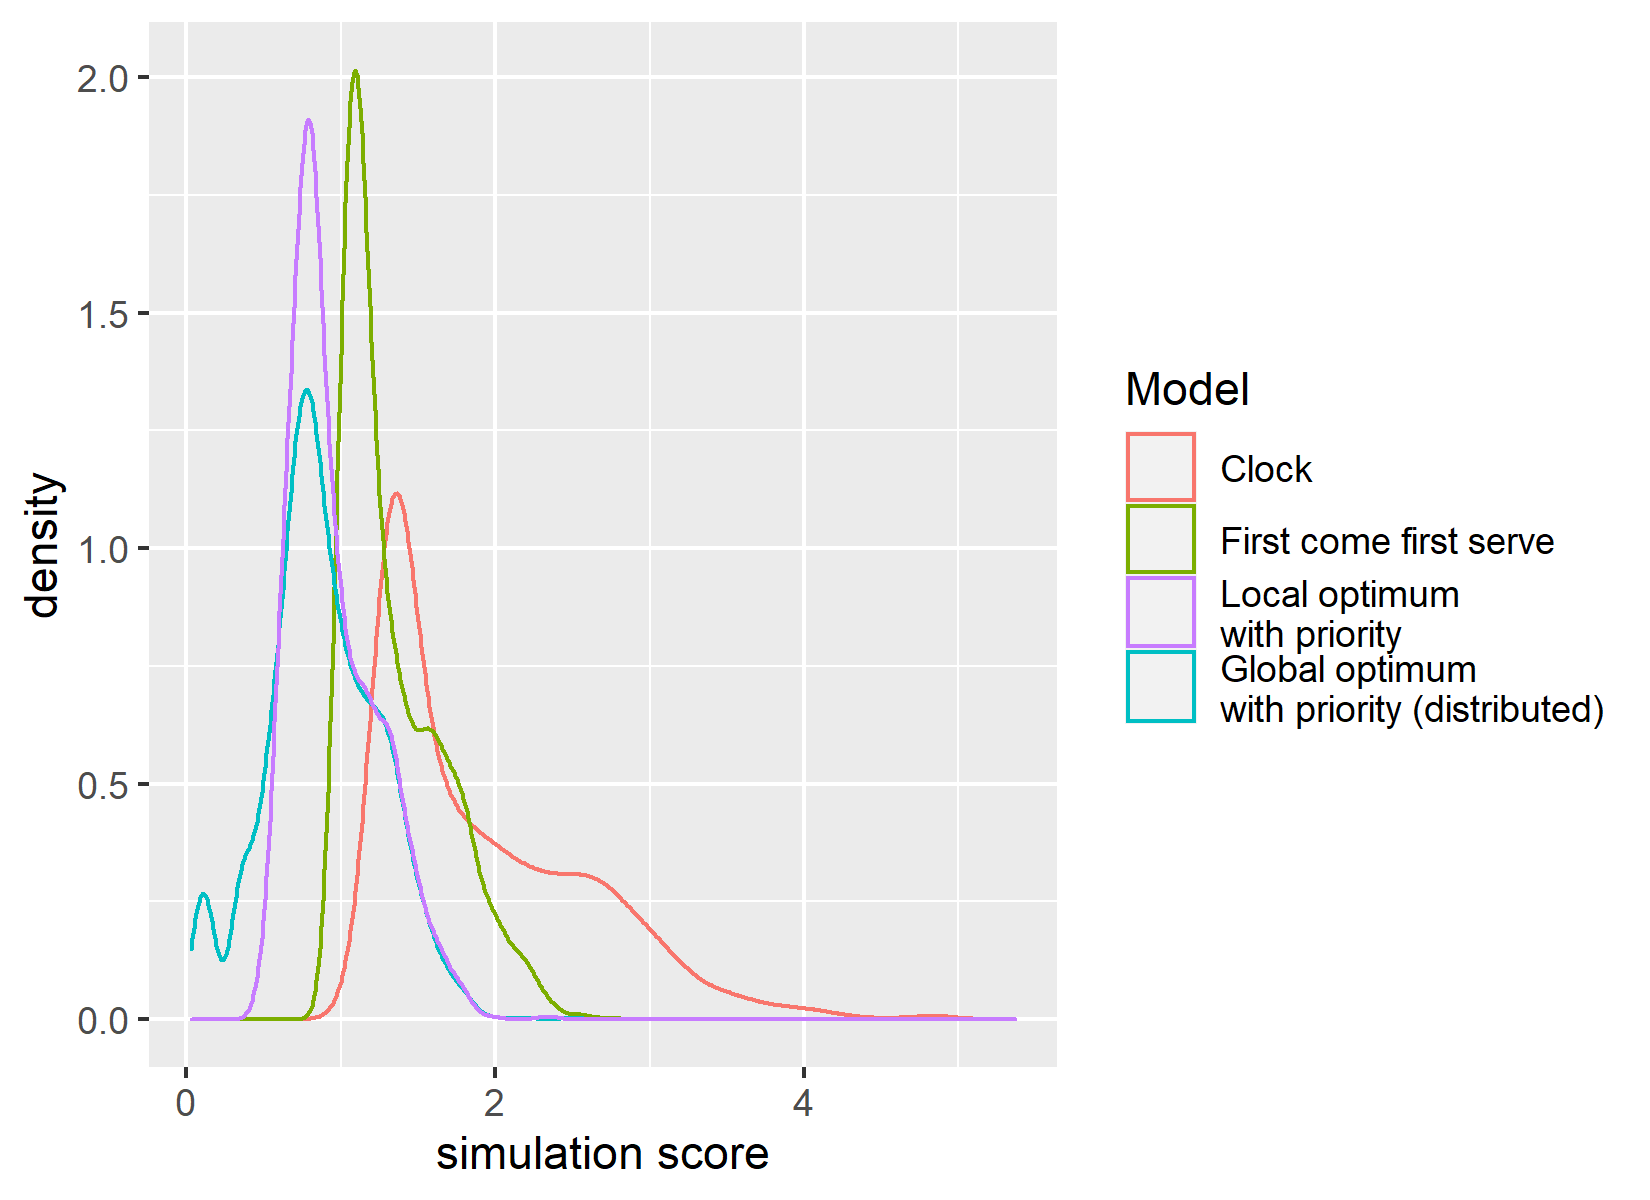 2.0
1.5
1.0
0.5
0.0
density
0
2
4
simulation score
Model
Clock
First come first serve
Local optimum
with priority
Global optimum
with priority (distributed)